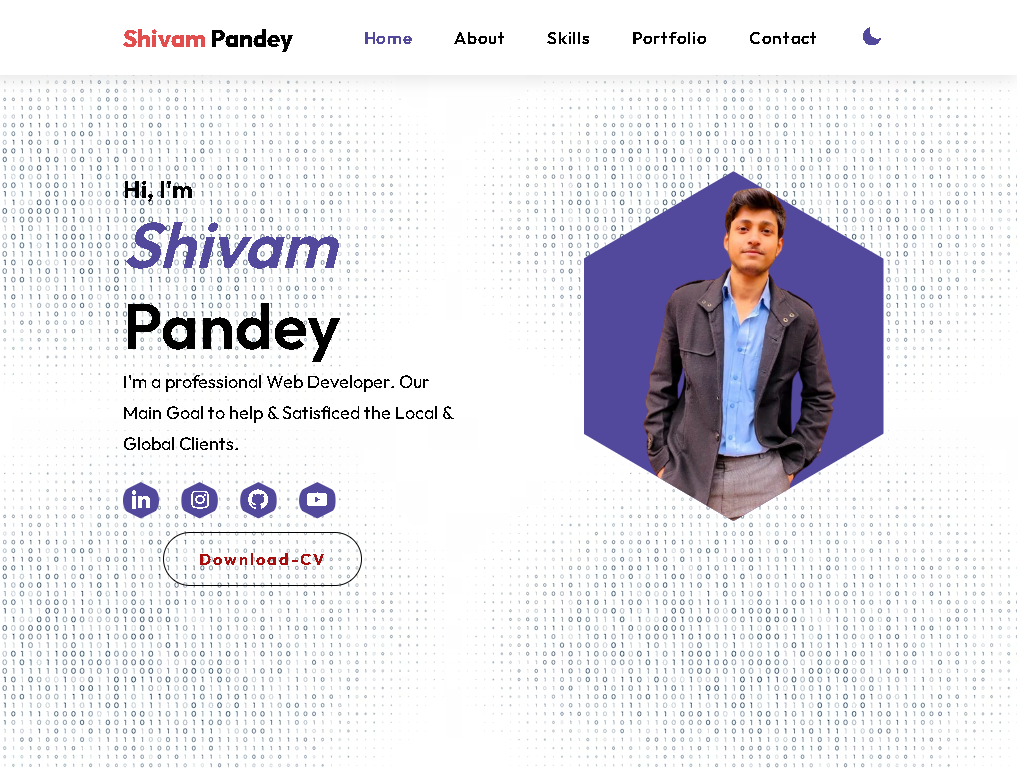 Shivam Pandey
Home
About
Skills
Portfolio
Contact
Hi, I'm
Shivam
Pandey
I'm a professional Web Developer. Our
Main Goal to help & Satisficed the Local &
Global Clients.
in
Download-CV